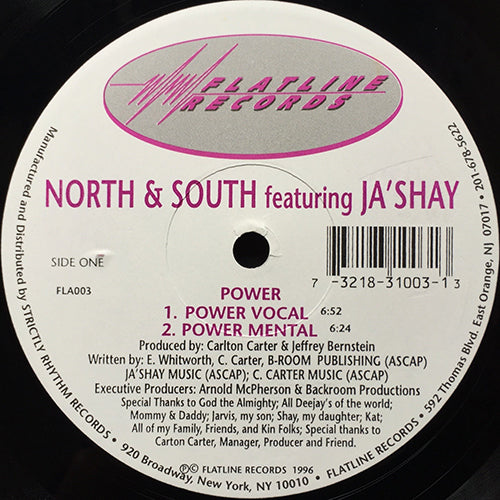 FLATLINE
RECORDS
NORTH & SOUTH featuring JA'SHAY
SIDE ONE
FLA003
7 -3218-31003-1 3
POWER
1. POWER VOCAL 6:52
2. POWER MENTAL 6:24
Produced by: Carlton Carter & Jeffrey Bernstein
Written by: E. Whitworth, C. Carter, B-ROOM PUBLISHING (ASCAP)
JA'SHAY MUSIC (ASCAP); C. CARTER MUSIC (ASCAP)
Executive Producers: Arnold McPherson & Backroom Productions
Special Thanks to God the Almighty; All Deejay's of the world;
Mommy & Daddy; Jarvis, my son; Shay, my daughter; Kat;
All of my Family, Friends, and Kin Folks; Special thanks to
Carton Carter, Manager, Producer and Friend.
ⓅⒸ FLATLINE RECORDS 1996
Manufactured and Distributed by STRICTLY RHYTHM RECORDS • 920 Broadway, New York, NY 10010 • FLATLINE RECORDS • 592 Thomas Blvd. East Orange, NJ 07017 • 201-678-5622